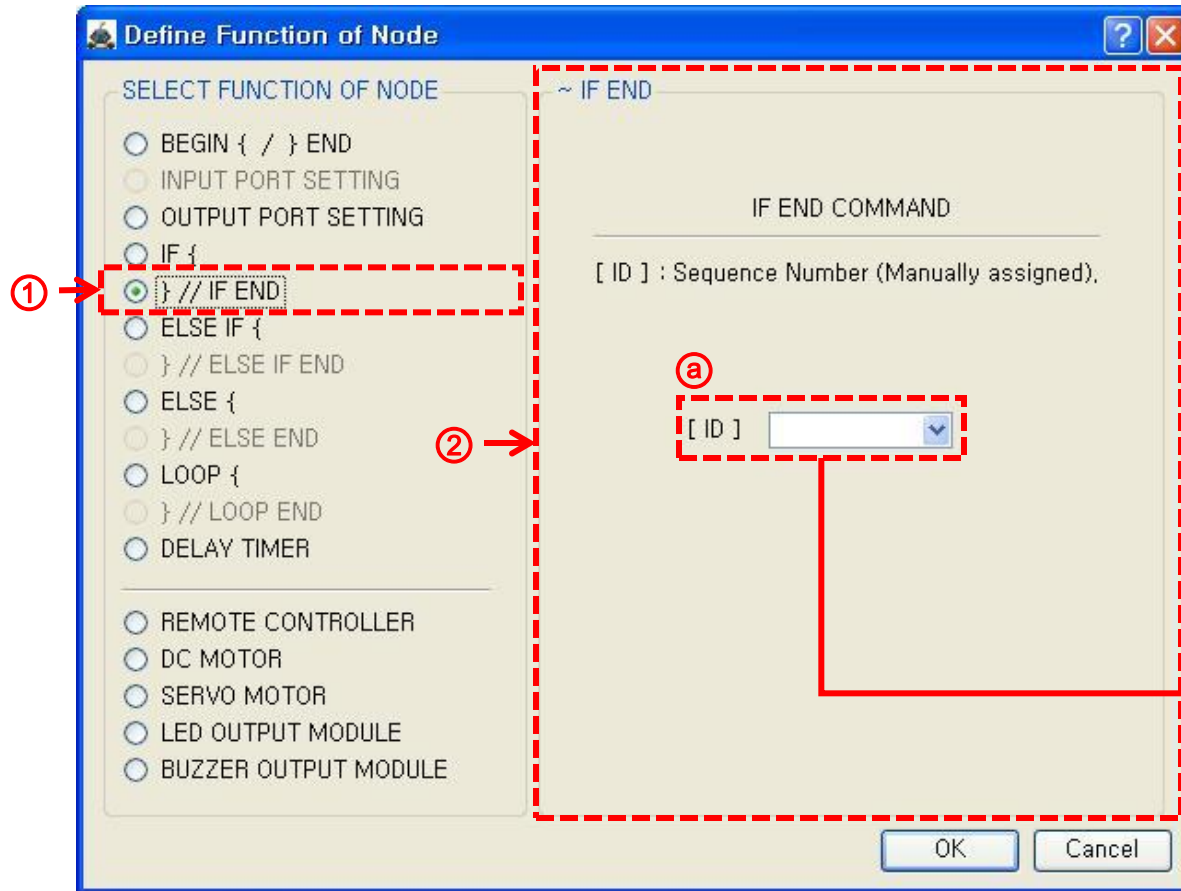 Define Function of Node
SELECT FUNCTION OF NODE
BEGIN { / } END
INPUT PORT SETTING
OUTPUT PORT SETTING
IF {
① } // IF END
ELSE IF {
} // ELSE IF END
ELSE {
} // ELSE END
LOOP {
} // LOOP END
DELAY TIMER
REMOTE CONTROLLER
DC MOTOR
SERVO MOTOR
LED OUTPUT MODULE
BUZZER OUTPUT MODULE
②
~ IF END
IF END COMMAND
[ ID ] : Sequence Number (Manually assigned).
ⓐ
[ ID ]
OK
Cancel